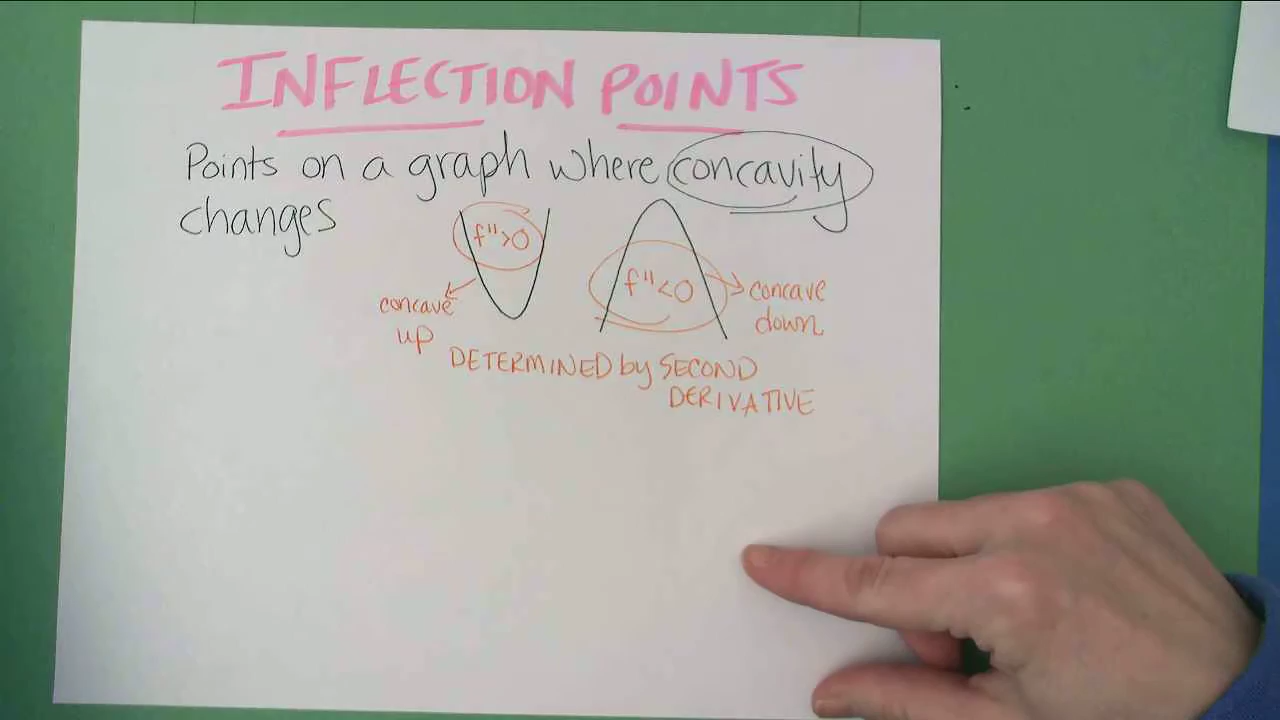 INFLECTION POINTS
Points on a graph where concavity
changes
f">0
f"<0
concave
up
concave
down
DETERMINED by SECOND
DERIVATIVE